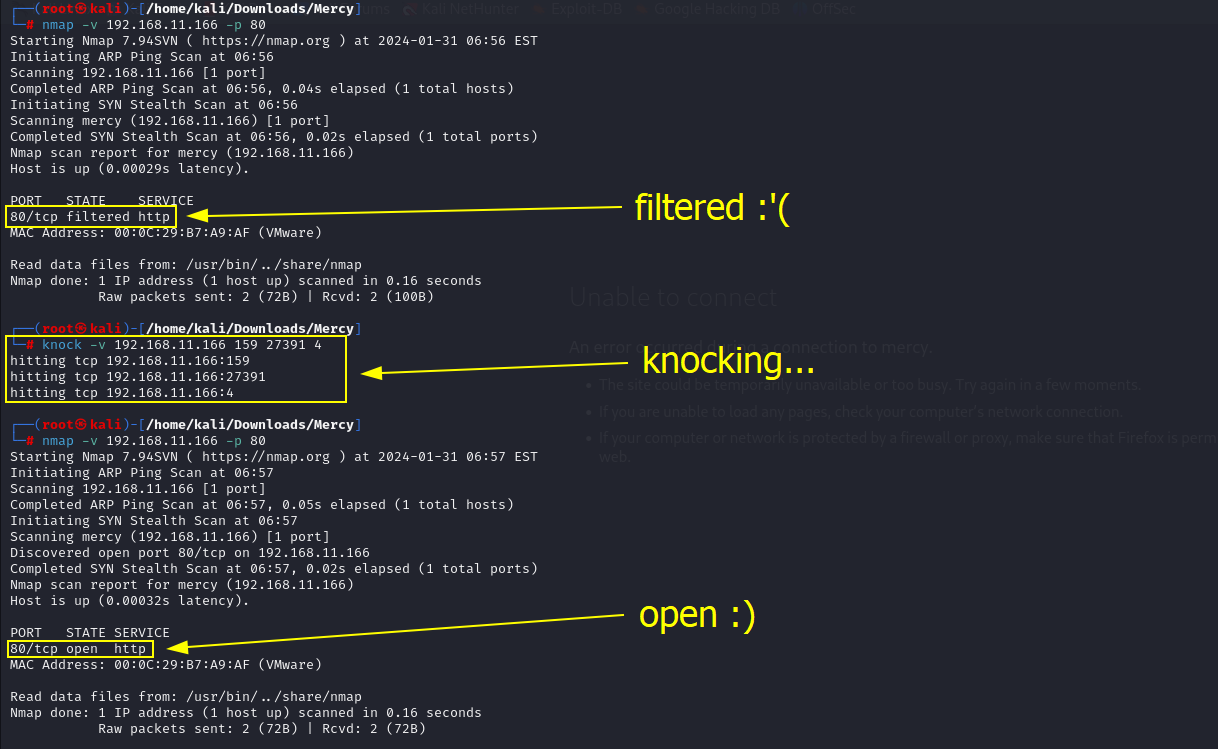 ┌──(root㉿kali)-[/home/kali/Downloads/Mercy]
└─# nmap -v 192.168.11.166 -p 80
Starting Nmap 7.94SVN ( https://nmap.org ) at 2024-01-31 06:56 EST
Initiating ARP Ping Scan at 06:56
Scanning 192.168.11.166 [1 port]
Completed ARP Ping Scan at 06:56, 0.04s elapsed (1 total hosts)
Initiating SYN Stealth Scan at 06:56
Scanning mercy (192.168.11.166) [1 port]
Completed SYN Stealth Scan at 06:56, 0.02s elapsed (1 total ports)
Nmap scan report for mercy (192.168.11.166)
Host is up (0.00029s latency).
PORT   STATE    SERVICE
80/tcp filtered http
filtered :'(
MAC Address: 00:0C:29:B7:A9:AF (VMware)
Read data files from: /usr/bin/../share/nmap
Nmap done: 1 IP address (1 host up) scanned in 0.16 seconds
Raw packets sent: 2 (72B) | Rcvd: 2 (100B)
┌──(root㉿kali)-[/home/kali/Downloads/Mercy]
└─# knock -v 192.168.11.166 159 27391 4
hitting tcp 192.168.11.166:159
hitting tcp 192.168.11.166:27391
hitting tcp 192.168.11.166:4
knocking...
┌──(root㉿kali)-[/home/kali/Downloads/Mercy]
└─# nmap -v 192.168.11.166 -p 80
Starting Nmap 7.94SVN ( https://nmap.org ) at 2024-01-31 06:57 EST
Initiating ARP Ping Scan at 06:57
Scanning 192.168.11.166 [1 port]
Completed ARP Ping Scan at 06:57, 0.05s elapsed (1 total hosts)
Initiating SYN Stealth Scan at 06:57
Scanning mercy (192.168.11.166) [1 port]
Discovered open port 80/tcp on 192.168.11.166
Completed SYN Stealth Scan at 06:57, 0.02s elapsed (1 total ports)
Nmap scan report for mercy (192.168.11.166)
Host is up (0.00032s latency).
PORT   STATE SERVICE
80/tcp open  http
open :)
MAC Address: 00:0C:29:B7:A9:AF (VMware)
Read data files from: /usr/bin/../share/nmap
Nmap done: 1 IP address (1 host up) scanned in 0.16 seconds
Raw packets sent: 2 (72B) | Rcvd: 2 (72B)
Kali NetHunter
Exploit-DB
Google Hacking DB
OffSec
Unable to connect
An error occurred during a connection to mercy.
The site could be temporarily unavailable or too busy. Try again in a few moments.
If you are unable to load any pages, check your computer's network connection.
If your computer or network is protected by a firewall or proxy, make sure that Firefox is
web.